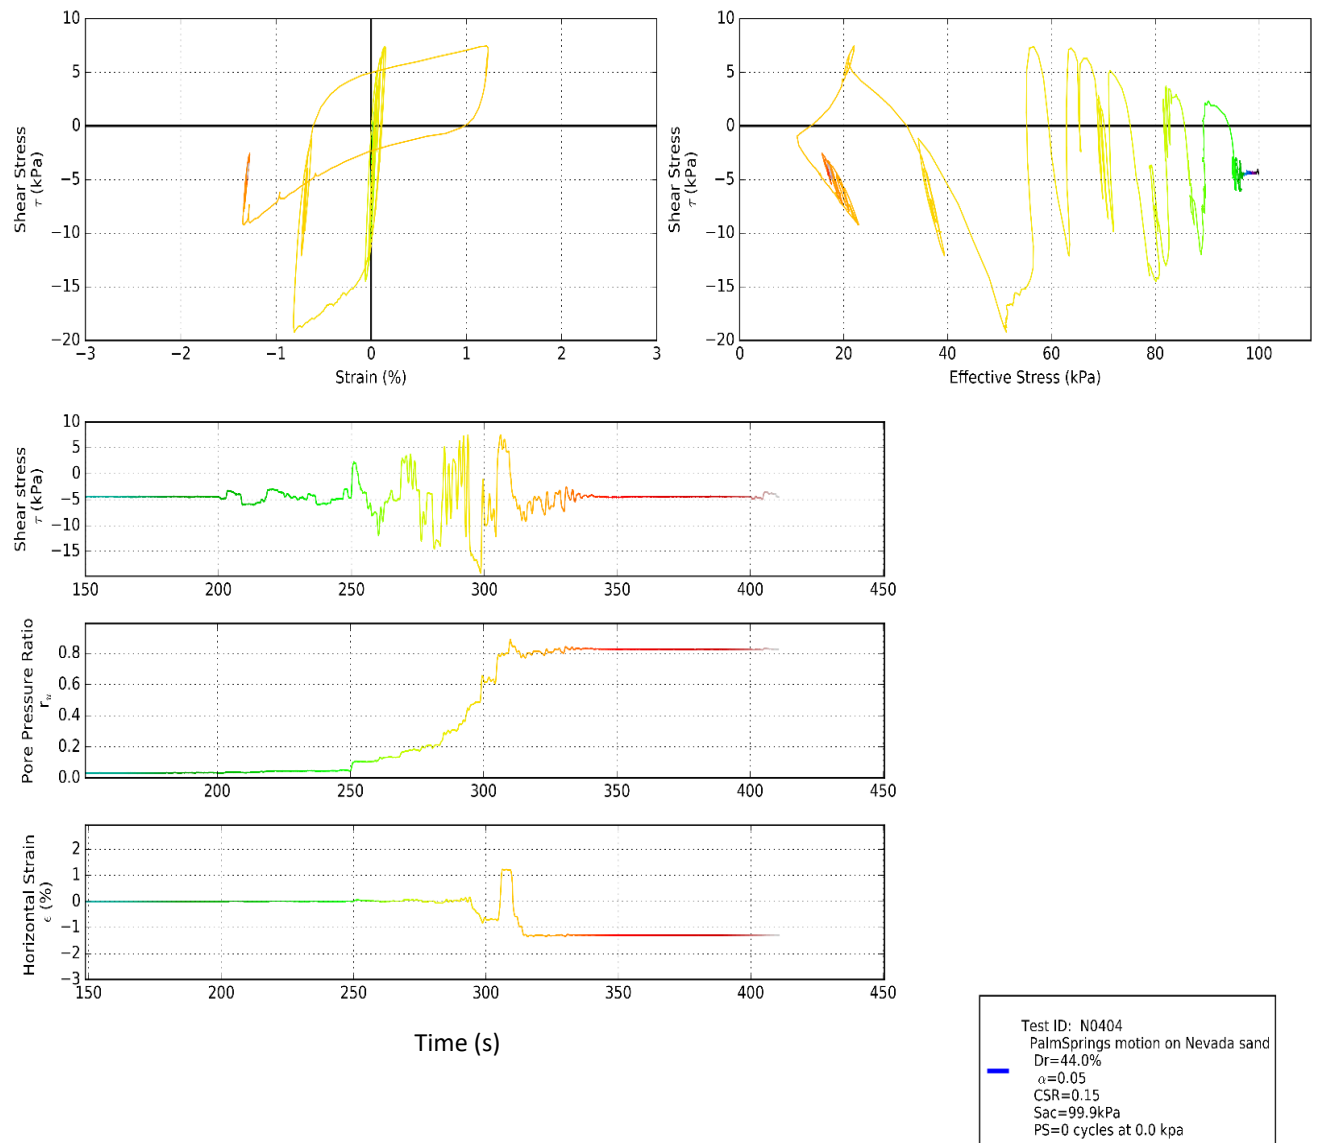 10
5
0
−5
−10
−15
−20
−3 −2 −1 0 1 2 3
Shear Stress
τ (kPa)
Strain (%)
10
5
0
−5
−10
−15
−20
0 20 40 60 80 100
Shear Stress
τ (kPa)
Effective Stress (kPa)
10
5
0
−5
−10
−15
150 200 250 300 350 400 450
Shear stress
τ (kPa)
0.8
0.6
0.4
0.2
0.0
200 250 300 350 400 450
Pore Pressure Ratio
r_u
2
1
0
−1
−2
−3
150 200 250 300 350 400 450
Horizontal Strain
ϵ (%)
Time (s)
Test ID: N0404
PalmSprings motion on Nevada sand
Dr=44.0%
α=0.05
CSR=0.15
Sac=99.9kPa
PS=0 cycles at 0.0 kpa